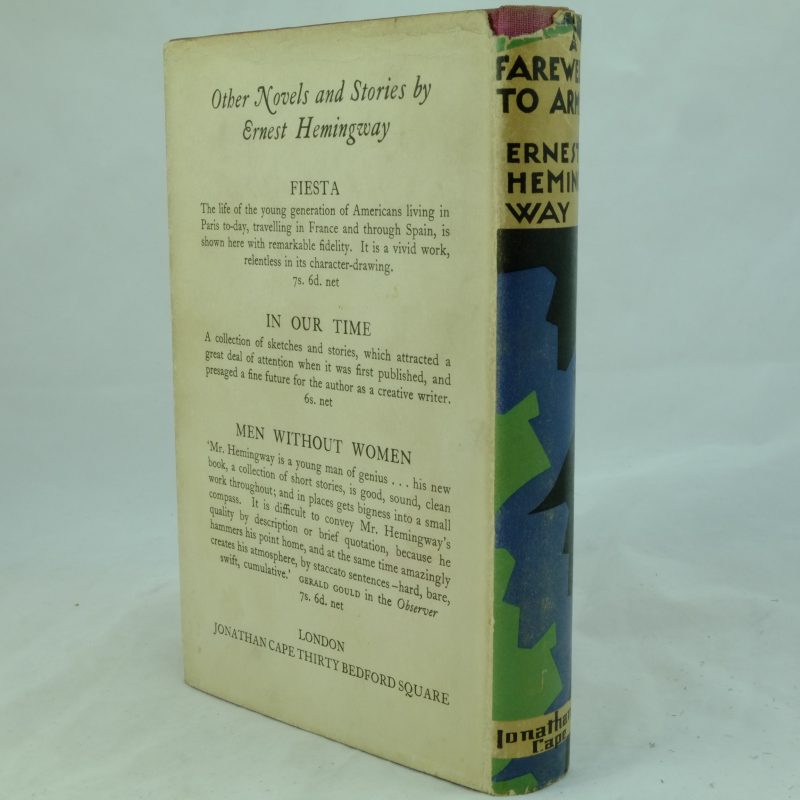 Other Novels and Stories by
Ernest Hemingway
FIESTA
The life of the young generation of Americans living in
Paris to-day, travelling in France and through Spain, is
shown here with remarkable fidelity. It is a vivid work,
relentless in its character-drawing.
7s. 6d. net
IN OUR TIME
A collection of sketches and stories, which attracted a
great deal of attention when it was first published, and
presaged a fine future for the author as a creative writer.
6s. net
MEN WITHOUT WOMEN
'Mr. Hemingway is a young man of genius . . . his new
book, a collection of short stories, is good, sound, clean
work throughout; and in places gets bigness into a small
compass. It is difficult to convey Mr. Hemingway's
quality by description or brief quotation, because he
hammers his point home, and at the same time amazingly
creates his atmosphere, by staccato sentences—hard, bare,
swift, cumulative.' GERALD GOULD in the Observer
7s. 6d. net
LONDON
JONATHAN CAPE THIRTY BEDFORD SQUARE
A
FAREWE
TO ARM
ERNEST
HEMIN
WAY
Jonathan
Cape